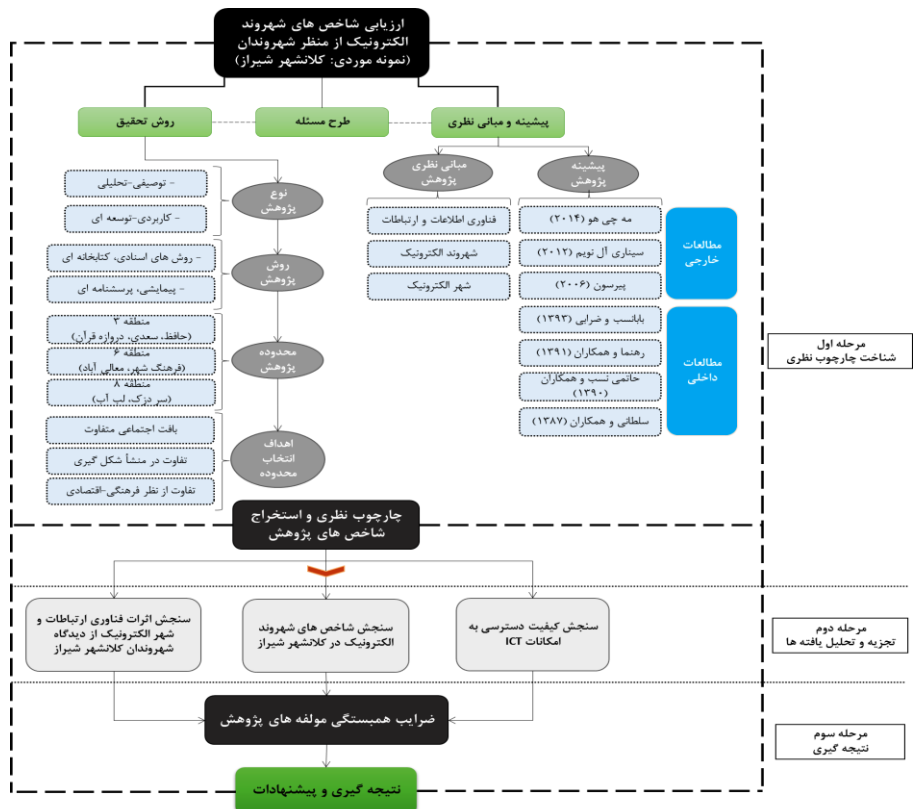 ارزیابی شاخص های شهروند
الکترونیک از منظر شهروندان
(نمونه موردی: کلانشهر شیراز)
پیشینه و مبانی نظری
طرح مسئله
روش تحقیق
پیشینه
پژوهش
مبانی نظری
پژوهش
مطالعات
خارجی
مه چی هو (۲۰۱۴)
سیناری آل نویم (۲۰۱۲)
پیرسون (۲۰۰۶)
مطالعات
داخلی
بابانسب و ضرابی (۱۳۹۳)
رهنما و همکاران (۱۳۹۱)
حاتمی نسب و همکاران
(۱۳۹۰)
سلطانی و همکاران (۱۳۸۷)
فناوری اطلاعات و ارتباطات
شهروند الکترونیک
شهر الکترونیک
نوع
پژوهش
- توصیفی-تحلیلی
- کاربردی-توسعه ای
روش
پژوهش
- روش های اسنادی، کتابخانه ای
- پیمایشی، پرسشنامه ای
محدوده
پژوهش
منطقه ۳
(حافظ، سعدی، دروازه قرآن)
منطقه ۶
(فرهنگ شهر، معالی آباد)
منطقه ۸
(سر دزک، لب آب)
اهداف
انتخاب
محدوده
بافت اجتماعی متفاوت
تفاوت در منشأ شکل گیری
تفاوت از نظر فرهنگی-اقتصادی
مرحله اول
شناخت چارچوب نظری
چارچوب نظری و استخراج
شاخص های پژوهش
سنجش کیفیت دسترسی به
امکانات ICT
سنجش شاخص های شهروند
الکترونیک در کلانشهر شیراز
سنجش اثرات فناوری ارتباطات و
شهر الکترونیک از دیدگاه
شهروندان کلانشهر شیراز
مرحله دوم
تجزیه و تحلیل یافته ها
ضرایب همبستگی مولفه های پژوهش
مرحله سوم
نتیجه گیری
نتیجه گیری و پیشنهادات